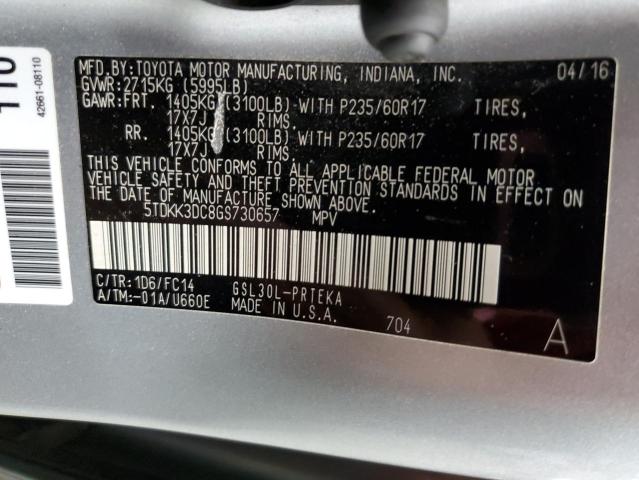 MFD.BY:TOYOTA MOTOR MANUFACTURING, INDIANA, INC. 04/16
GVWR:2715KG (5995LB)
GAWR:FRT. 1405KG (3100LB) WITH P235/60R17 TIRES,
17X7J RIMS.
RR. 1405KG (3100LB) WITH P235/60R17 TIRES,
17X7J RIMS.
THIS VEHICLE CONFORMS TO ALL APPLICABLE FEDERAL MOTOR
VEHICLE SAFETY AND THEFT PREVENTION STANDARDS IN EFFECT ON
THE DATE OF MANUFACTURE SHOWN ABOVE.
5TDKK3DC8GS730657 MPV
C/TR:1D6/FC14 GSL30L-PRTEKA
A/TM:-01A/U660E MADE IN U.S.A.
704 A
42661-08110